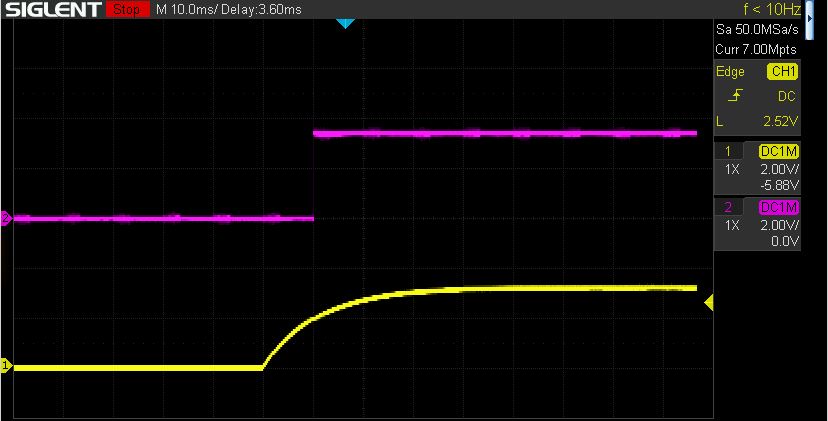 SIGLENT Stop M 10.0ms/ Delay:3.60ms f < 10Hz
Sa 50.0MSa/s
Curr 7.00Mpts
Edge CH1
DC
L 2.52V
1 DC1M
1X 2.00V/
-5.88V
2 DC1M
1X 2.00V/
0.0V
2
1